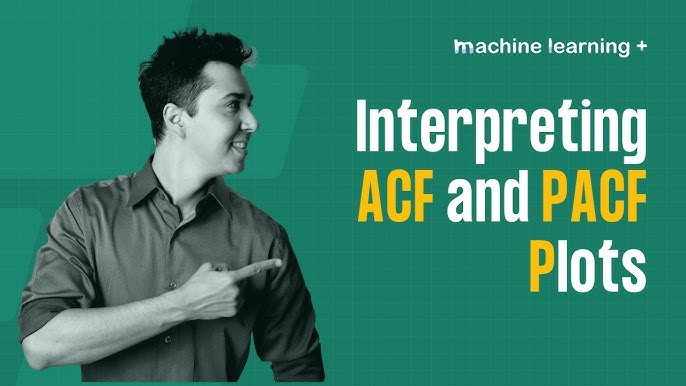 machine learning +
Interpreting
ACF and PACF
Plots